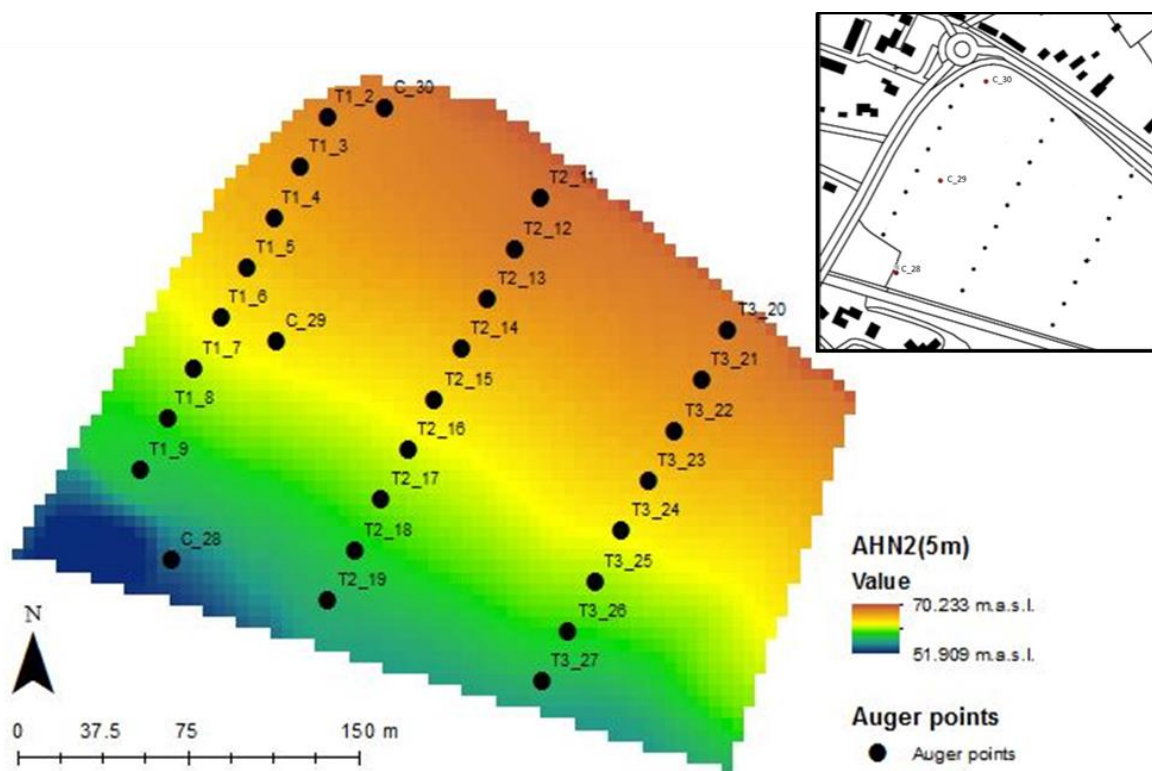 T1_2
C_30
T1_3
T1_4
T1_5
T1_6
T1_7
T1_8
T1_9
C_29
C_28
T2_11
T2_12
T2_13
T2_14
T2_15
T2_16
T2_17
T2_18
T2_19
T3_20
T3_21
T3_22
T3_23
T3_24
T3_25
T3_26
T3_27
C_30
C_29
C_28
N
0 37.5 75 150 m
AHN2(5m)
Value
70.233 m.a.s.l.
51.909 m.a.s.l.
Auger points
Auger points